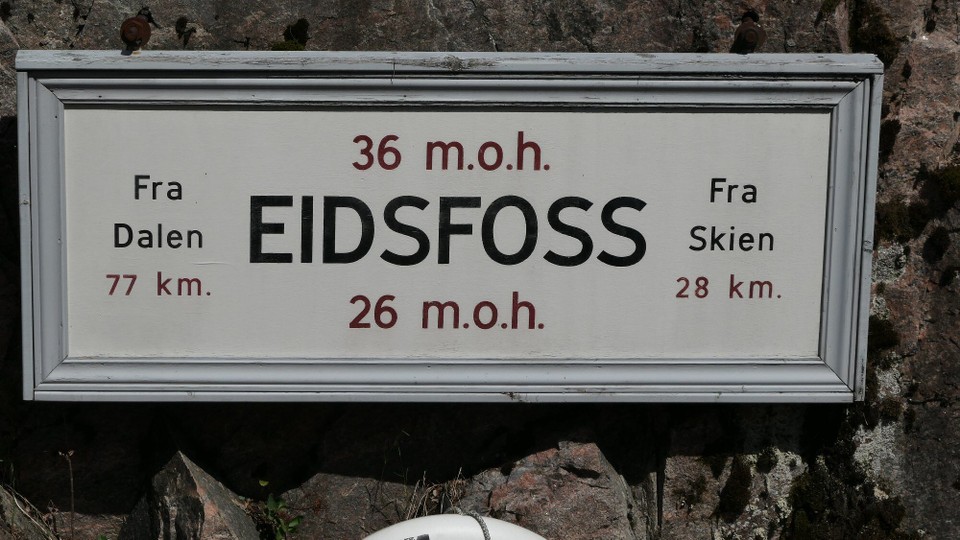 36 m.o.h.
Fra
Dalen
77 km.
EIDSFOSS
Fra
Skien
28 km.
26 m.o.h.